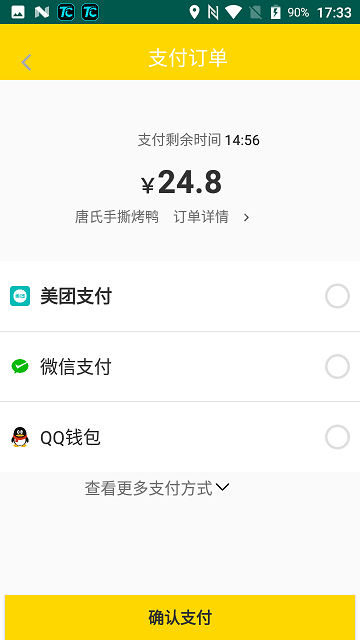 90% 17:33
支付订单
支付剩余时间 14:56
¥24.8
唐氏手撕烤鸭 订单详情 >
美团支付
微信支付
QQ钱包
查看更多支付方式
确认支付